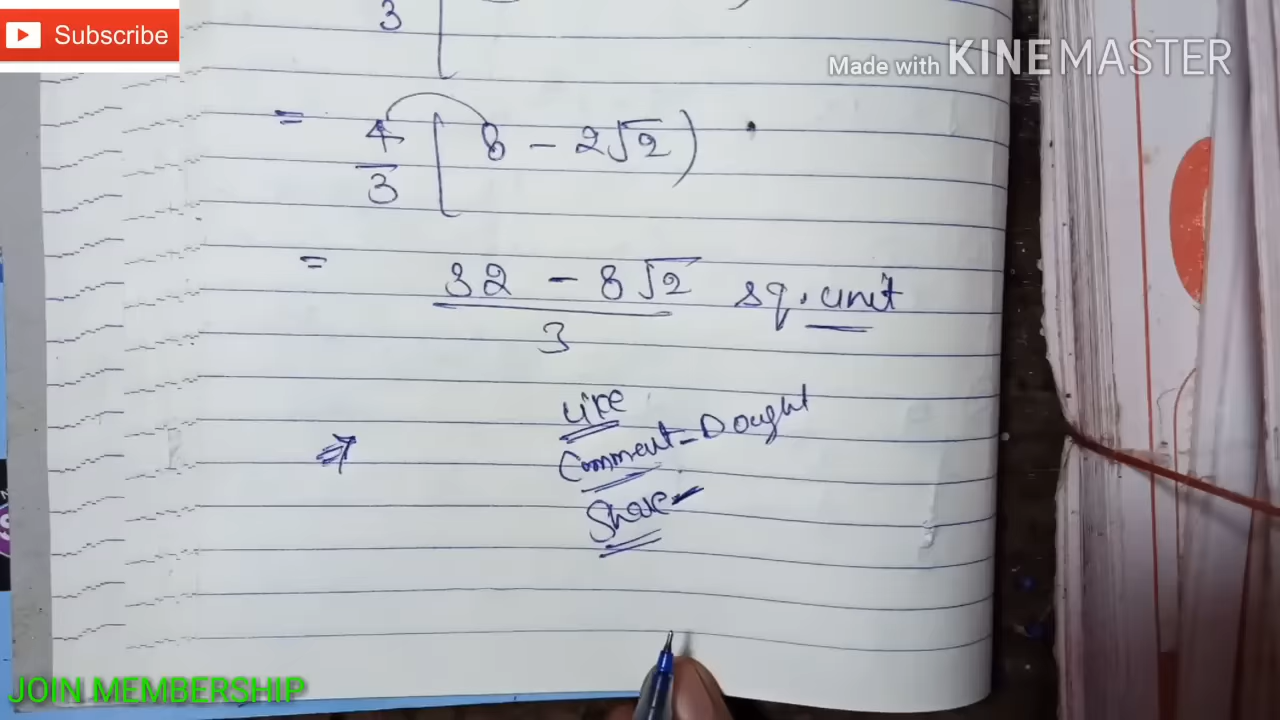 Subscribe
Made with KINEMASTER
3 [
= 4/3 [ 8 - 2√2 )
= 32 - 8√2 / 3 sq. unit
⇒
Like
Comment - Dought
Share -
JOIN MEMBERSHIP